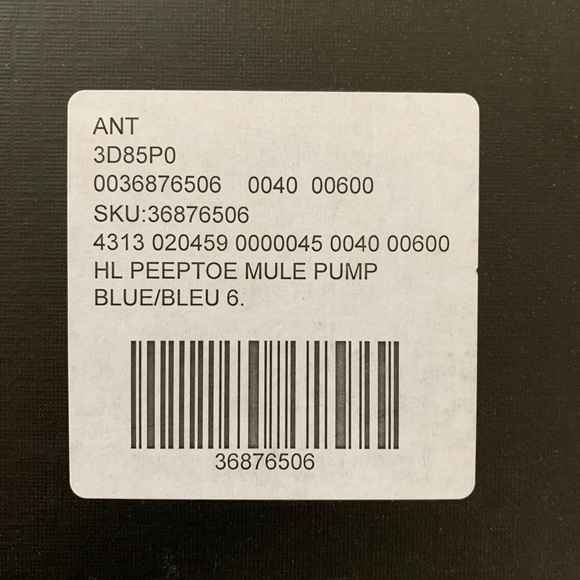 ANT
3D85P0
0036876506 0040 00600
SKU:36876506
4313 020459 0000045 0040 00600
HL PEEPTOE MULE PUMP
BLUE/BLEU 6.
36876506